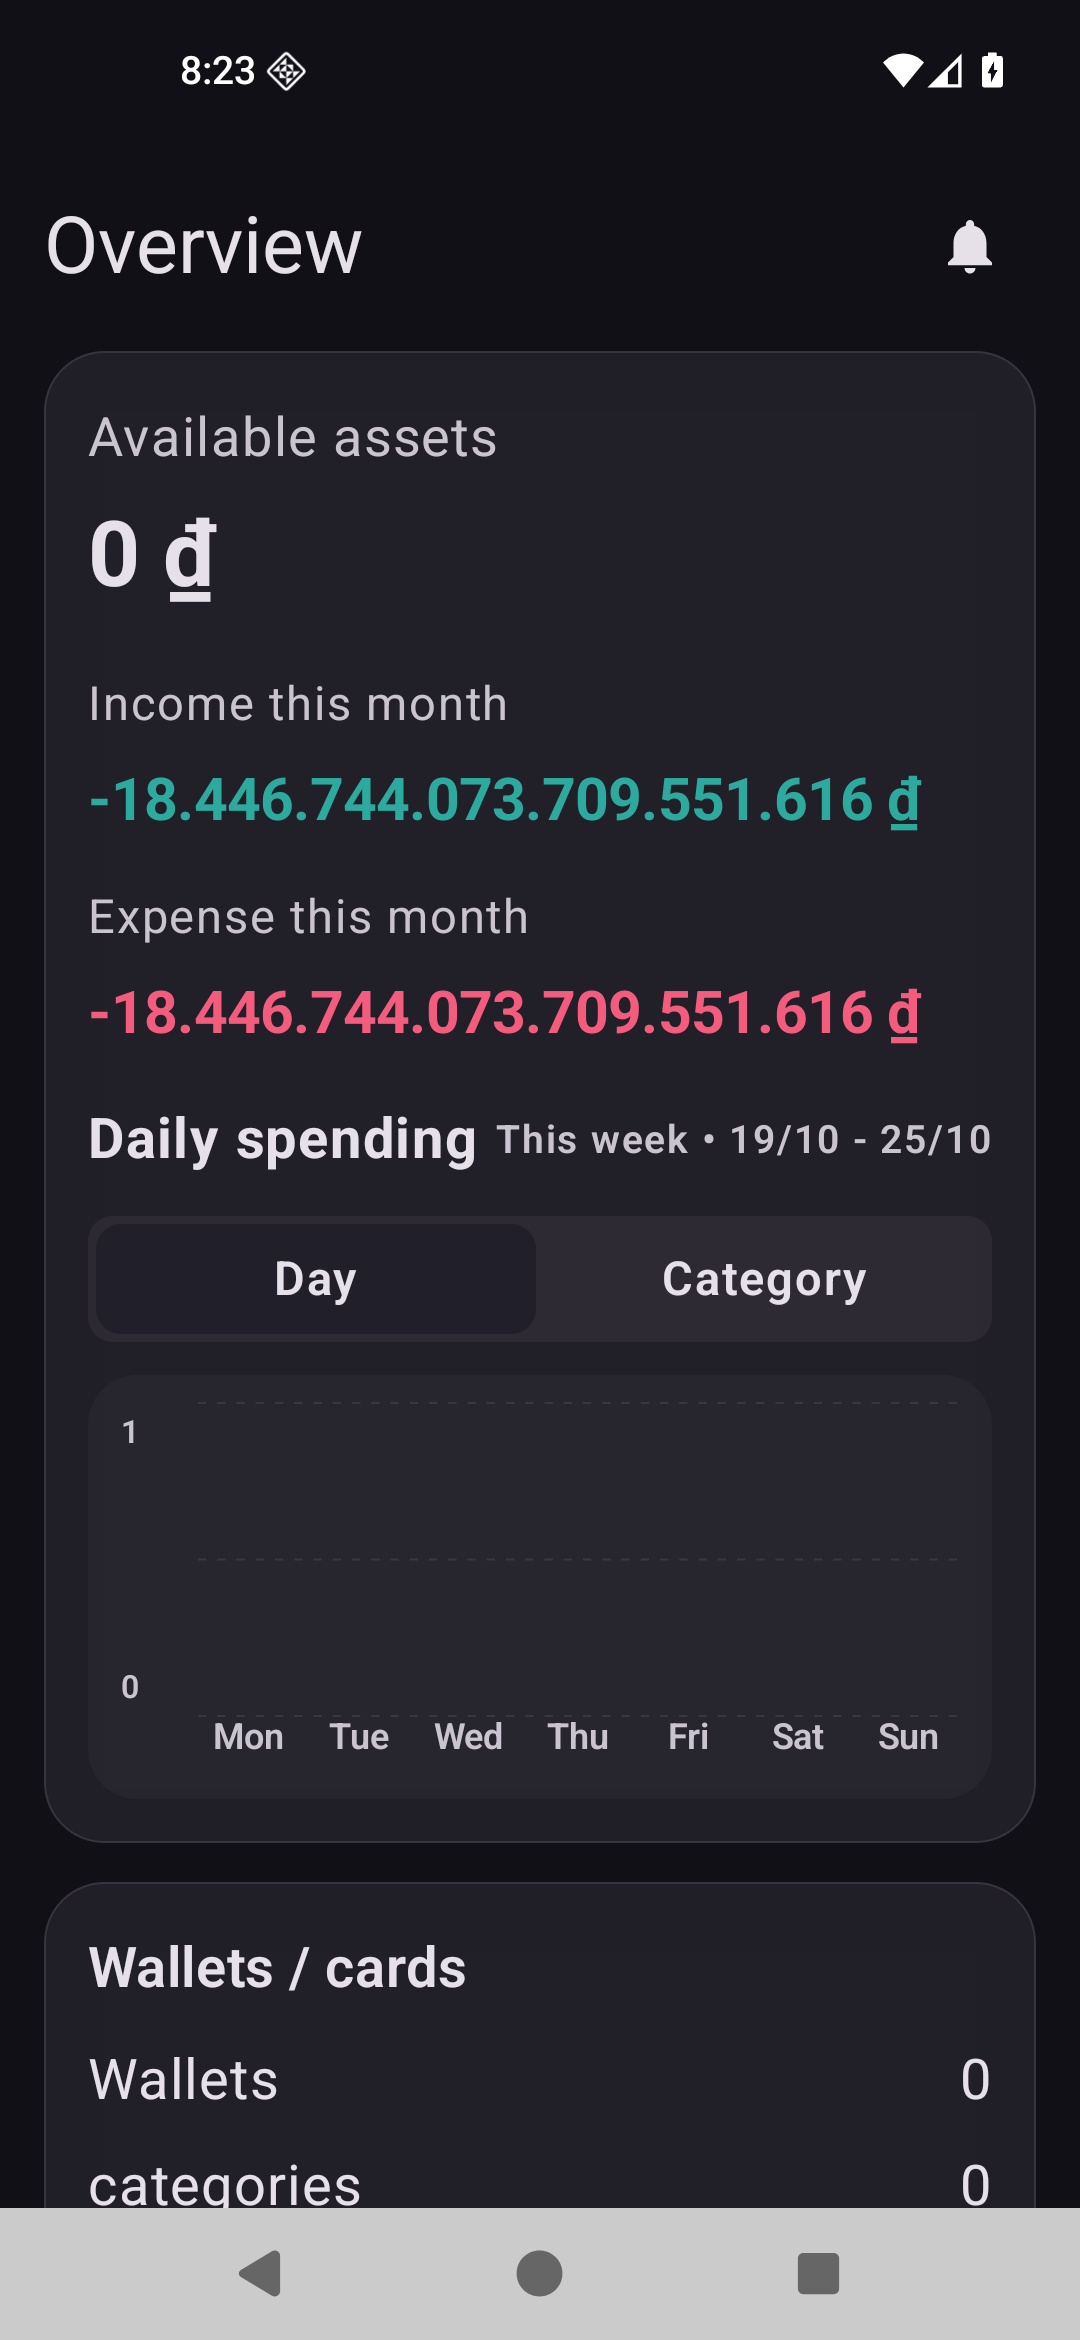 8:23
Overview
Available assets
0 ₫
Income this month
-18.446.744.073.709.551.616 ₫
Expense this month
-18.446.744.073.709.551.616 ₫
Daily spending This week • 19/10 - 25/10
Day Category
1
0
Mon Tue Wed Thu Fri Sat Sun
Wallets / cards
Wallets 0
categories 0